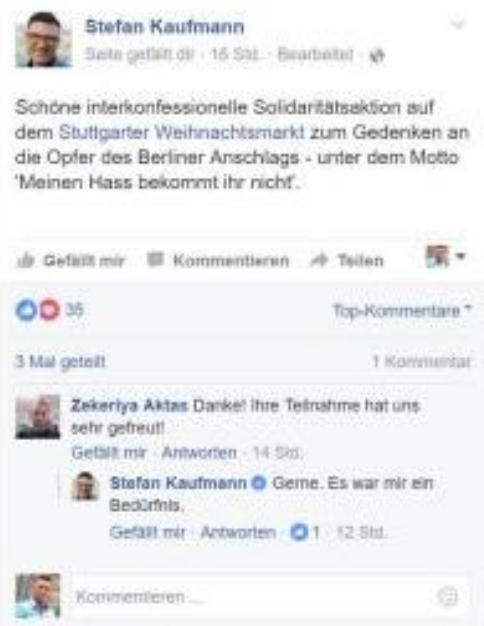 Stefan Kaufmann
Seite gefällt dir · 16 Std. · Bearbeitet ·
Schöne interkonfessionelle Solidaritätsaktion auf
dem Stuttgarter Weihnachtsmarkt zum Gedenken an
die Opfer des Berliner Anschlags - unter dem Motto
'Meinen Hass bekommt ihr nicht'.
Gefällt mir Kommentieren Teilen
35 Top-Kommentare
3 Mal geteilt 1 Kommentar
Zekeriya Aktas Danke! Ihre Teilnahme hat uns
sehr gefreut!
Gefällt mir · Antworten · 14 Std.
Stefan Kaufmann Gerne. Es war mir ein
Bedürfnis.
Gefällt mir · Antworten · 1 · 12 Std.
Kommentieren ...